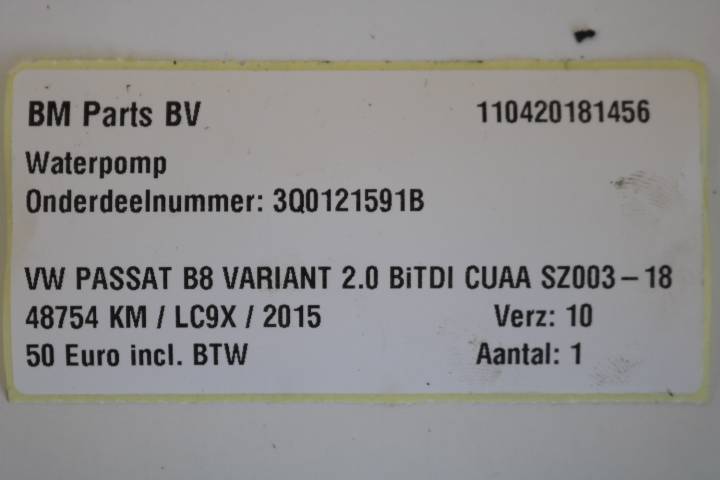 BM Parts BV 110420181456
Waterpomp
Onderdeelnummer: 3Q0121591B
VW PASSAT B8 VARIANT 2.0 BiTDI CUAA SZ003-18
48754 KM / LC9X / 2015 Verz: 10
50 Euro incl. BTW Aantal: 1